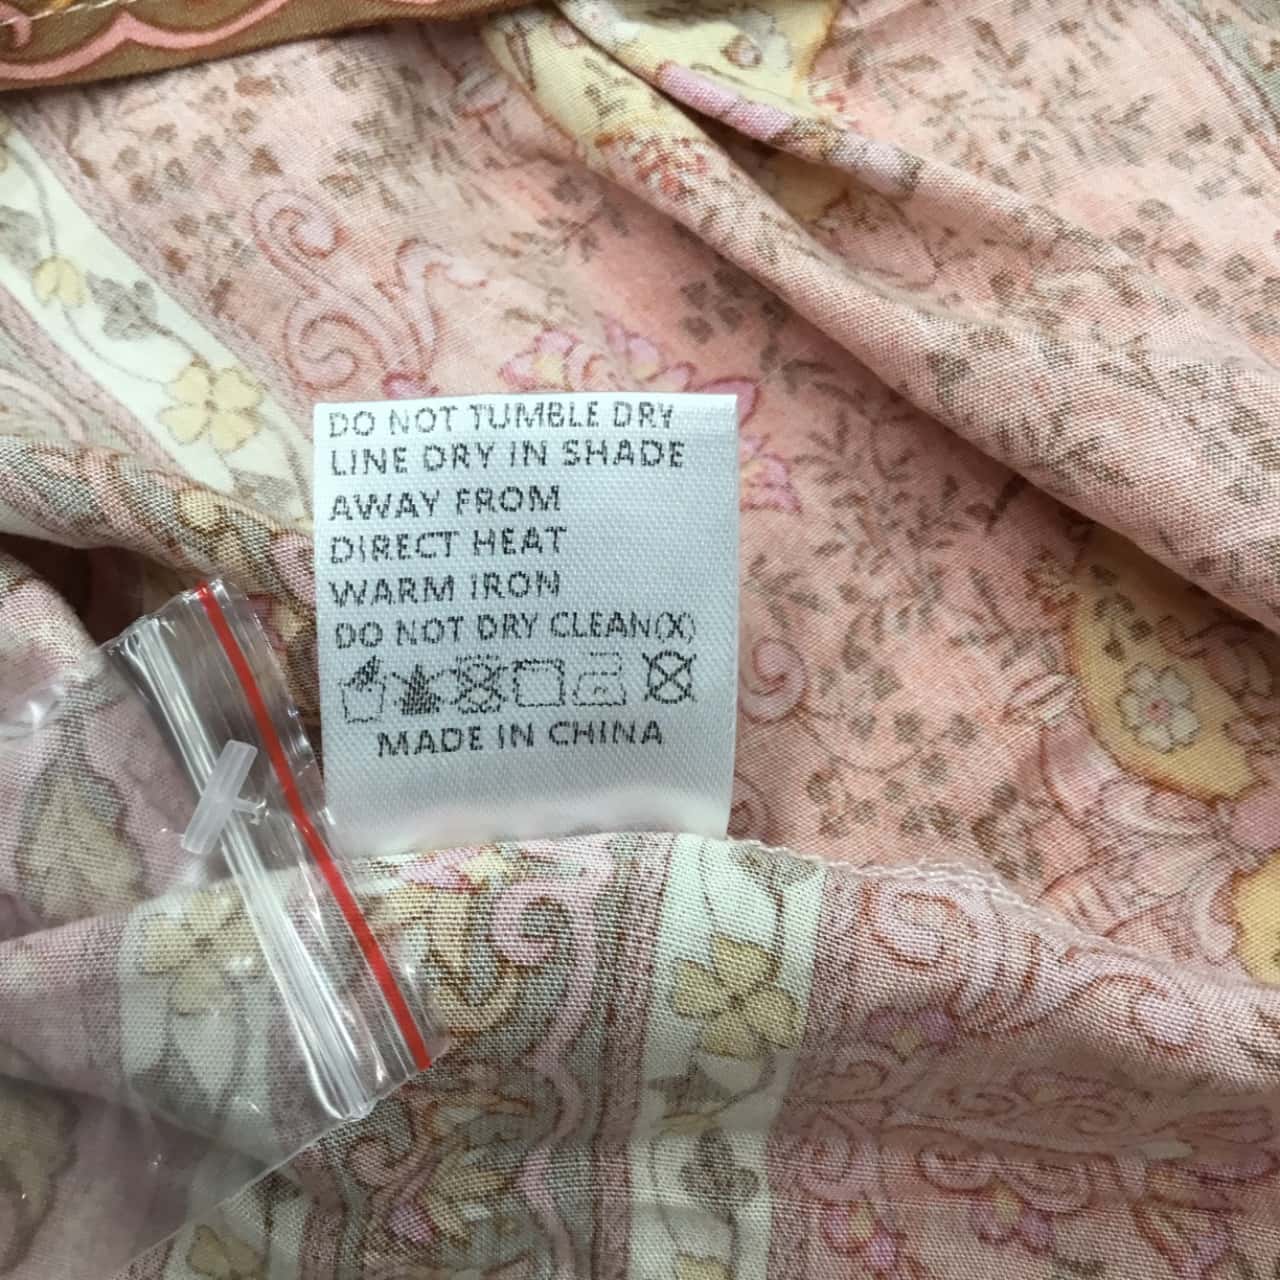 DO NOT TUMBLE DRY
LINE DRY IN SHADE
AWAY FROM
DIRECT HEAT
WARM IRON
DO NOT DRY CLEAN(X)
MADE IN CHINA